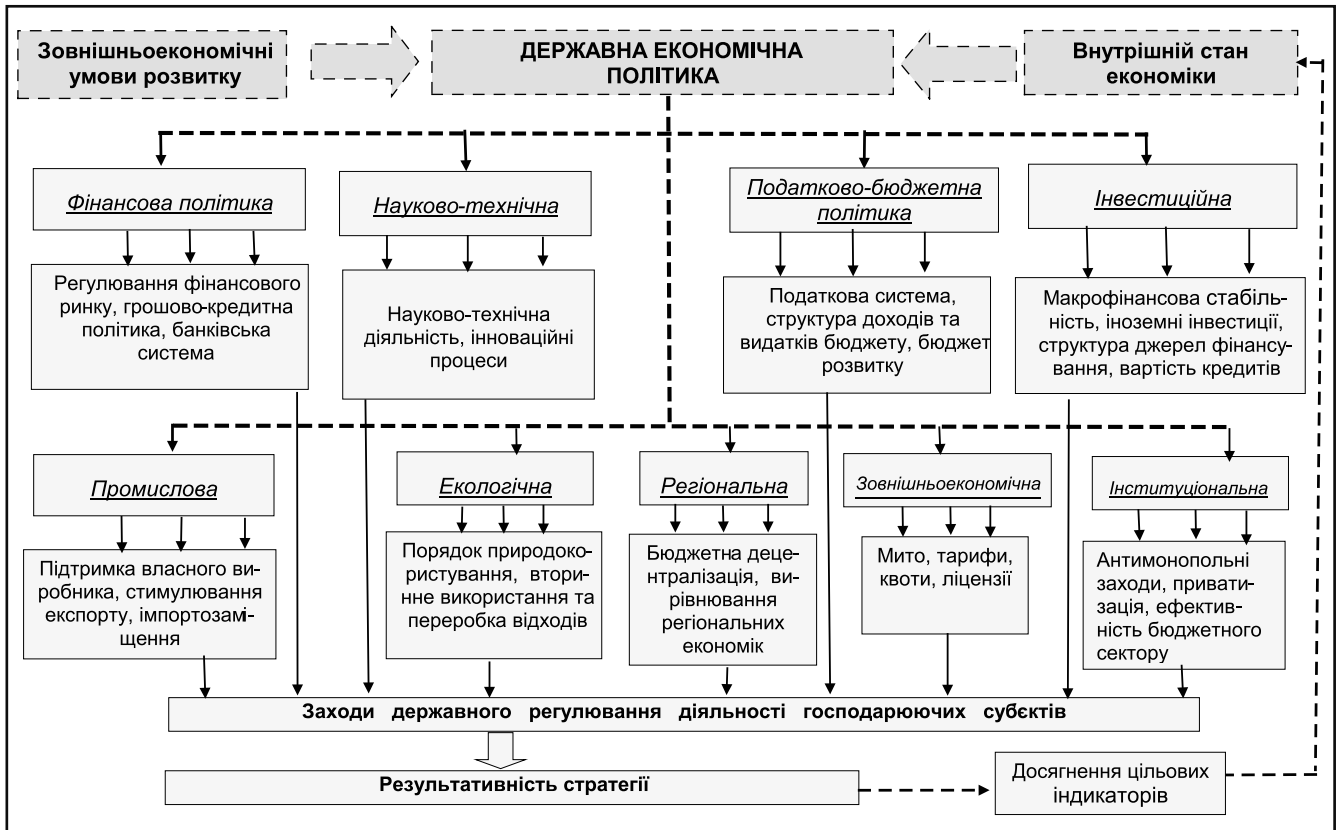 Зовнішньоекономічні
умови розвитку
ДЕРЖАВНА ЕКОНОМІЧНА
ПОЛІТИКА
Внутрішній стан
економіки
Фінансова політика
Науково-технічна
Податково-бюджетна
політика
Інвестиційна
Регулювання фінансового
ринку, грошово-кредитна
політика, банківська
система
Науково-технічна
діяльність, інноваційні
процеси
Податкова система,
структура доходів та
видатків бюджету, бюджет
розвитку
Макрофінансова стабіль-
ність, іноземні інвестиції,
структура джерел фінансу-
вання, вартість кредитів
Промислова
Екологічна
Регіональна
Зовнішньоекономічна
Інституціональна
Підтримка власного ви-
робника, стимулювання
експорту, імпортозамі-
щення
Порядок природоко-
ристування, втори-
нне використання та
переробка відходів
Бюджетна деце-
нтралізація, ви-
рівнювання
регіональних
економік
Мито, тарифи,
квоти, ліцензії
Антимонопольні
заходи, привати-
зація, ефектив-
ність бюджетного
сектору
Заходи державного регулювання діяльності господарюючих суб'єктів
Результативність стратегії
Досягнення цільових
індикаторів